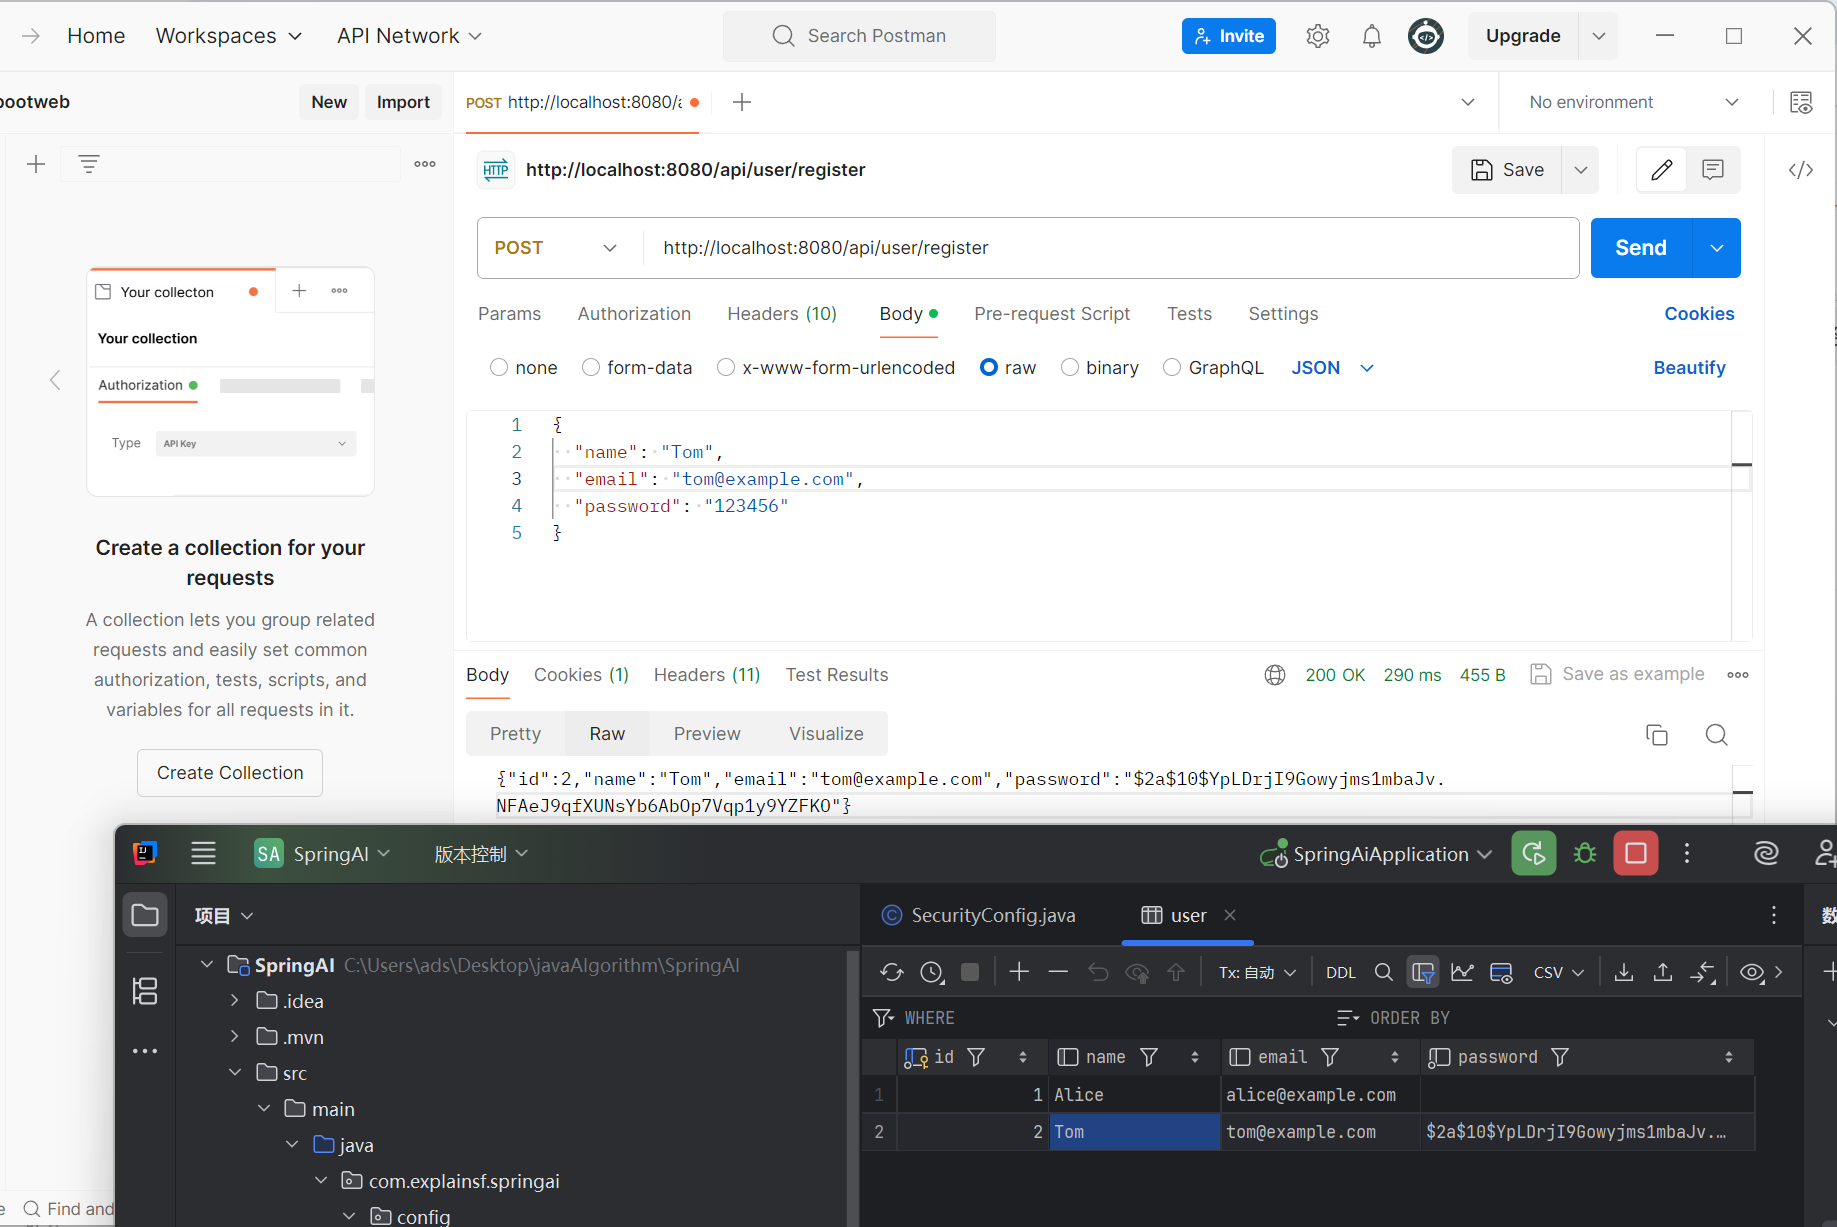 Home Workspaces API Network Search Postman Invite Upgrade
ootweb New Import POST http://localhost:8080/ No environment
HTTP http://localhost:8080/api/user/register Save
POST http://localhost:8080/api/user/register Send
Params Authorization Headers (10) Body Pre-request Script Tests Settings Cookies
none form-data x-www-form-urlencoded raw binary GraphQL JSON Beautify
1 {
2 "name": "Tom",
3 "email": "tom@example.com",
4 "password": "123456"
5 }
Your collecton
Your collection
Authorization
Type API Key
Create a collection for your
requests
A collection lets you group related
requests and easily set common
authorization, tests, scripts, and
variables for all requests in it.
Create Collection
Body Cookies (1) Headers (11) Test Results 200 OK 290 ms 455 B Save as example
Pretty Raw Preview Visualize
{"id":2,"name":"Tom","email":"tom@example.com","password":"$2a$10$YpLDrjI9Gowyjms1mbaJv.
NFAeJ9qfXUNsYb6AbOp7Vqp1y9YZFKO"}
Find and
IJ SA SpringAI 版本控制 SpringAiApplication
项目
SpringAI C:\Users\ads\Desktop\javaAlgorithm\SpringAI
.idea
.mvn
src
main
java
com.explainsf.springai
config
SecurityConfig.java user 数
Tx: 自动 DDL CSV
WHERE ORDER BY
id name email password
1 1 Alice alice@example.com
2 2 Tom tom@example.com $2a$10$YpLDrjI9Gowyjms1mbaJv.…